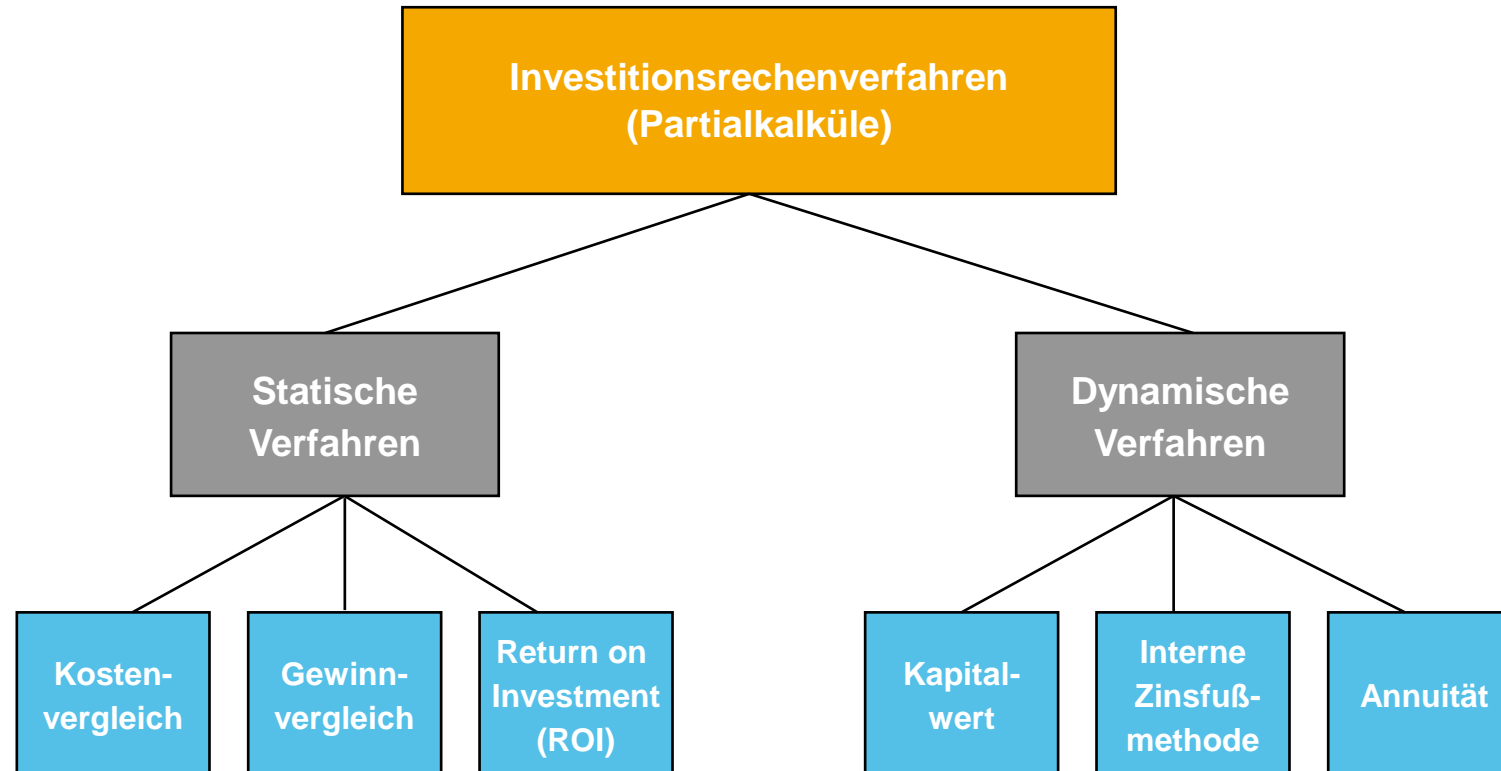 Investitionsrechenverfahren
(Partialkalküle)
Statische
Verfahren
Dynamische
Verfahren
Kosten-
vergleich
Gewinn-
vergleich
Return on
Investment
(ROI)
Kapital-
wert
Interne
Zinsfuß-
methode
Annuität